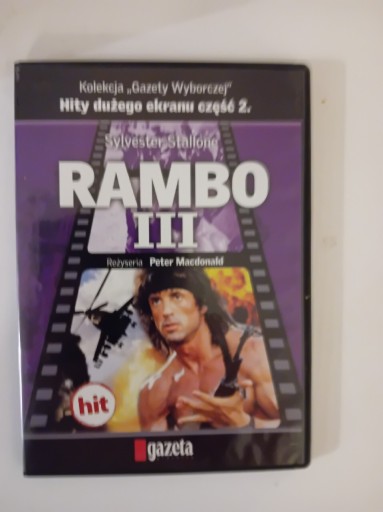 Kolekcja „Gazety Wyborczej”
Hity dużego ekranu część 2.
Sylvester Stallone
RAMBO
III
Reżyseria Peter Macdonald
hit
gazeta